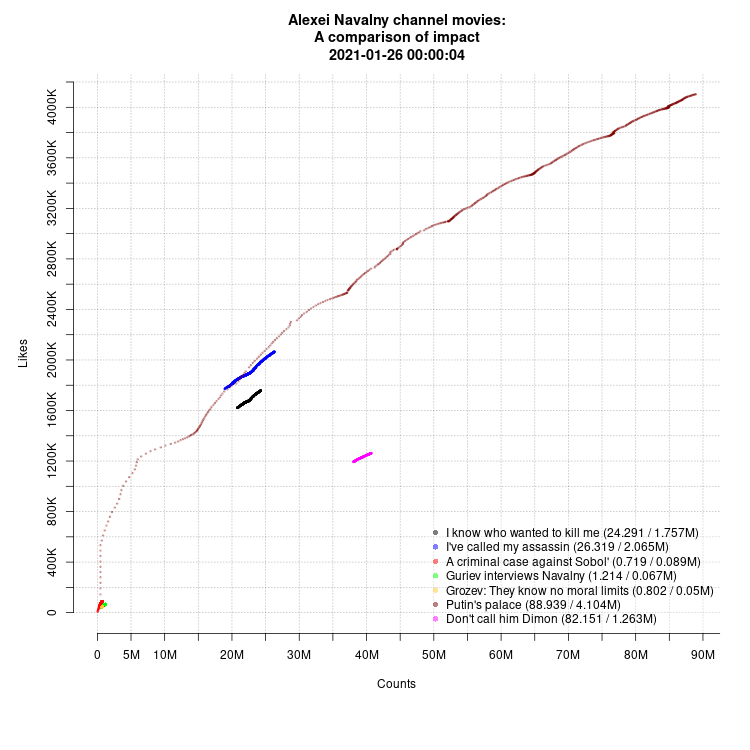 Alexei Navalny channel movies:
A comparison of impact
2021-01-26 00:00:04
4000K
3600K
3200K
2800K
2400K
2000K
1600K
1200K
800K
400K
0
Likes
I know who wanted to kill me (24.291 / 1.757M)
I've called my assassin (26.319 / 2.065M)
A criminal case against Sobol' (0.719 / 0.089M)
Guriev interviews Navalny (1.214 / 0.067M)
Grozev: They know no moral limits (0.802 / 0.05M)
Putin's palace (88.939 / 4.104M)
Don't call him Dimon (82.151 / 1.263M)
0 5M 10M 20M 30M 40M 50M 60M 70M 80M 90M
Counts